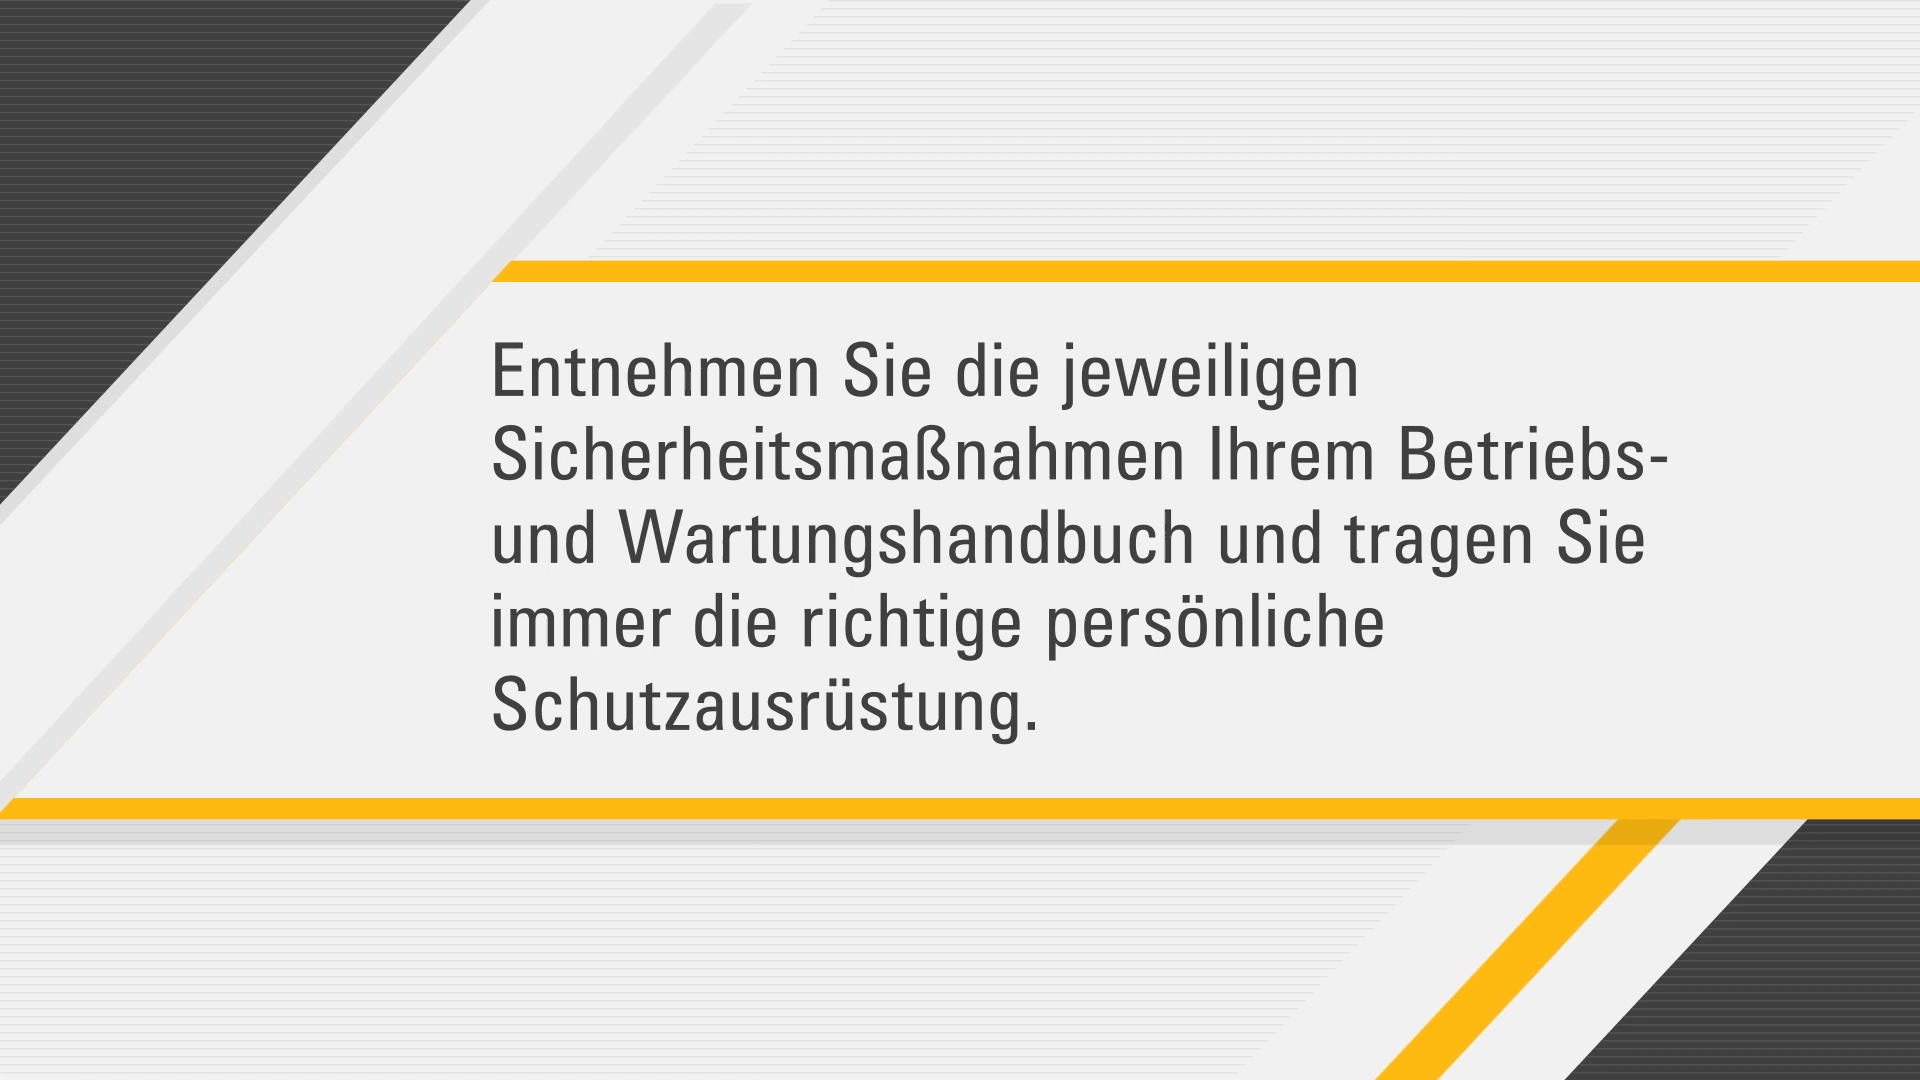 Entnehmen Sie die jeweiligen
Sicherheitsmaßnahmen Ihrem Betriebs-
und Wartungshandbuch und tragen Sie
immer die richtige persönliche
Schutzausrüstung.